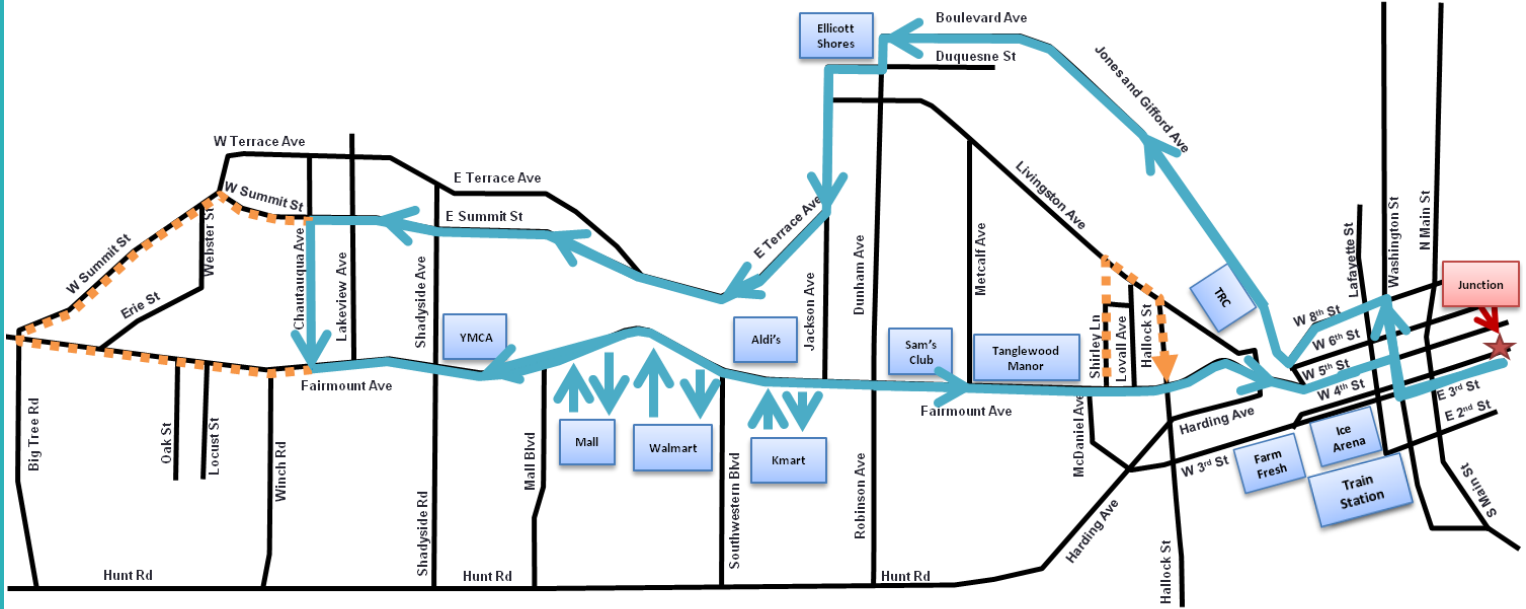 Ellicott
Shores
Boulevard Ave
Duquesne St
Jones and Gifford Ave
W Terrace Ave
E Terrace Ave
W Summit St
E Summit St
W Summit St
Webster St
Erie St
Chautauqua Ave
Lakeview Ave
Shadyside Ave
E Terrace Ave
Jackson Ave
Dunham Ave
Metcalf Ave
Livingston Ave
Shirley Ln
Lovall Ave
Hallock St
TRC
Lafayette St
Washington St
N Main St
Junction
W 8th St
W 6th St
W 5th St
W 4th St
E 3rd St
E 2nd St
YMCA
Aldi's
Sam's
Club
Tanglewood
Manor
Fairmount Ave
Fairmount Ave
Mall
Walmart
Kmart
Big Tree Rd
Oak St
Locust St
Winch Rd
Shadyside Rd
Mall Blvd
Southwestern Blvd
Robinson Ave
McDaniel Ave
Harding Ave
W 3rd St
Farm
Fresh
Ice
Arena
Train
Station
S Main St
Harding Ave
Hallock St
Hunt Rd
Hunt Rd
Hunt Rd